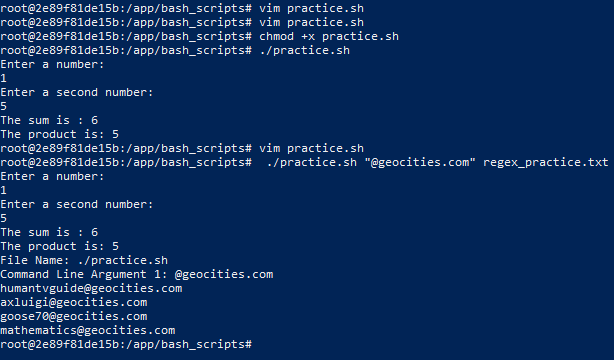 root@2e89f81de15b:/app/bash_scripts# vim practice.sh
root@2e89f81de15b:/app/bash_scripts# vim practice.sh
root@2e89f81de15b:/app/bash_scripts# chmod +x practice.sh
root@2e89f81de15b:/app/bash_scripts# ./practice.sh
Enter a number:
1
Enter a second number:
5
The sum is : 6
The product is: 5
root@2e89f81de15b:/app/bash_scripts# vim practice.sh
root@2e89f81de15b:/app/bash_scripts#  ./practice.sh "@geocities.com" regex_practice.txt
Enter a number:
1
Enter a second number:
5
The sum is : 6
The product is: 5
File Name: ./practice.sh
Command Line Argument 1: @geocities.com
humantvguide@geocities.com
axluigi@geocities.com
goose70@geocities.com
mathematics@geocities.com
root@2e89f81de15b:/app/bash_scripts#